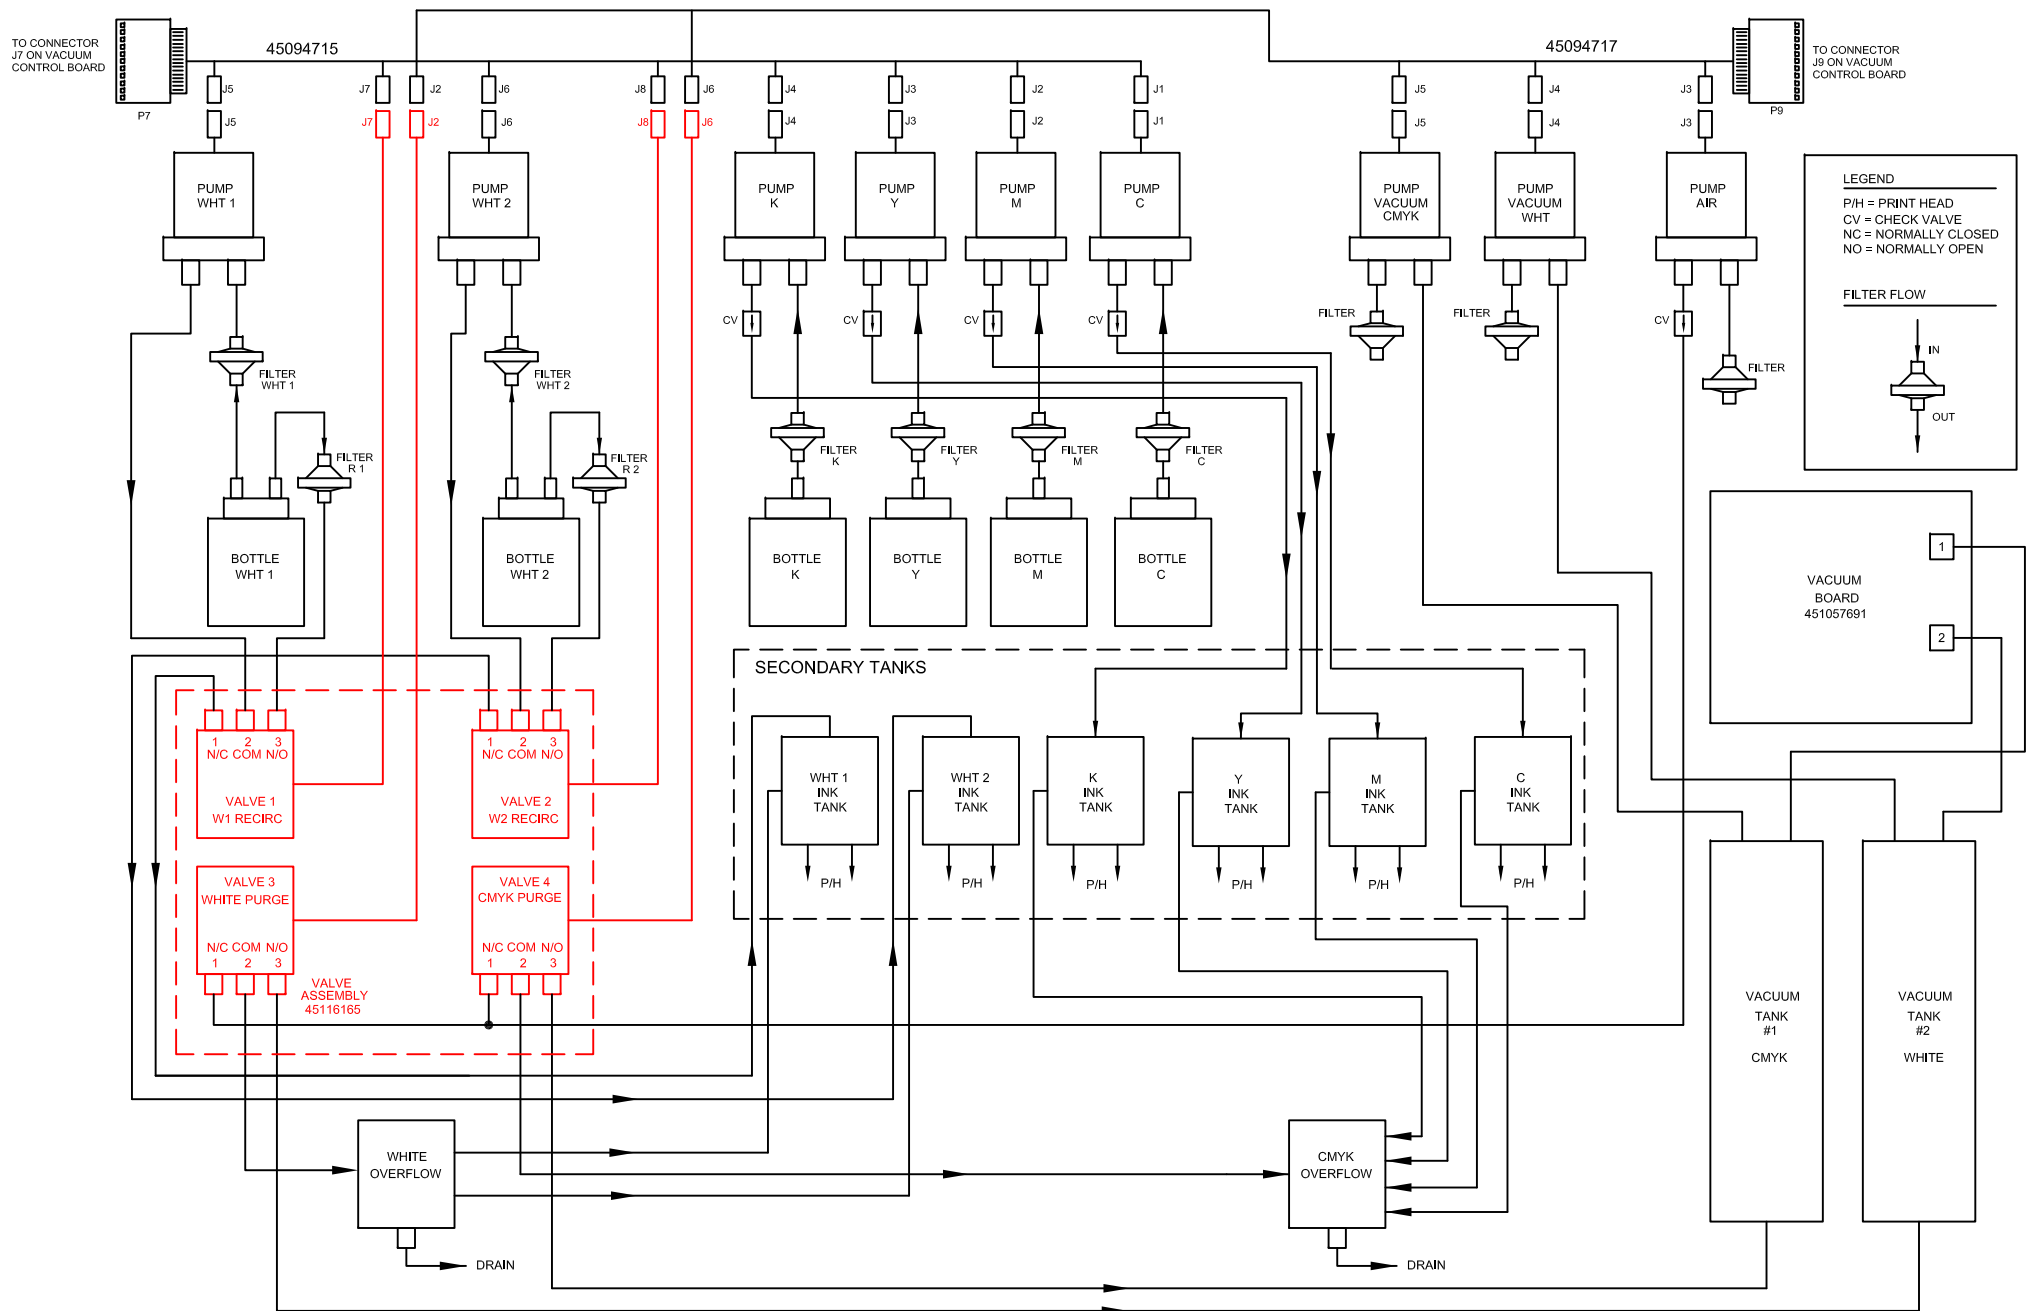 TO CONNECTOR
J7 ON VACUUM
CONTROL BOARD
P7
45094715
45094717
TO CONNECTOR
J9 ON VACUUM
CONTROL BOARD
P9
J5
J7
J2
J6
J8
J6
J4
J3
J2
J1
J5
J4
J3
J5
J7
J2
J6
J8
J6
J4
J3
J2
J1
J5
J4
J3
PUMP
WHT 1
PUMP
WHT 2
PUMP
K
PUMP
Y
PUMP
M
PUMP
C
PUMP
VACUUM
CMYK
PUMP
VACUUM
WHT
PUMP
AIR
LEGEND
P/H = PRINT HEAD
CV = CHECK VALVE
NC = NORMALLY CLOSED
NO = NORMALLY OPEN
FILTER FLOW
IN
OUT
CV
CV
CV
CV
FILTER
FILTER
CV
FILTER
FILTER
WHT 1
FILTER
WHT 2
FILTER
R 1
FILTER
R 2
FILTER
K
FILTER
Y
FILTER
M
FILTER
C
BOTTLE
WHT 1
BOTTLE
WHT 2
BOTTLE
K
BOTTLE
Y
BOTTLE
M
BOTTLE
C
VACUUM
BOARD
451057691
1
2
SECONDARY TANKS
1 2 3
N/C COM N/O
VALVE 1
W1 RECIRC
1 2 3
N/C COM N/O
VALVE 2
W2 RECIRC
WHT 1
INK
TANK
WHT 2
INK
TANK
K
INK
TANK
Y
INK
TANK
M
INK
TANK
C
INK
TANK
P/H
P/H
P/H
P/H
P/H
P/H
VALVE 3
WHITE PURGE
N/C COM N/O
1 2 3
VALVE 4
CMYK PURGE
N/C COM N/O
1 2 3
VALVE
ASSEMBLY
45116165
VACUUM
TANK
#1
CMYK
VACUUM
TANK
#2
WHITE
WHITE
OVERFLOW
CMYK
OVERFLOW
DRAIN
DRAIN